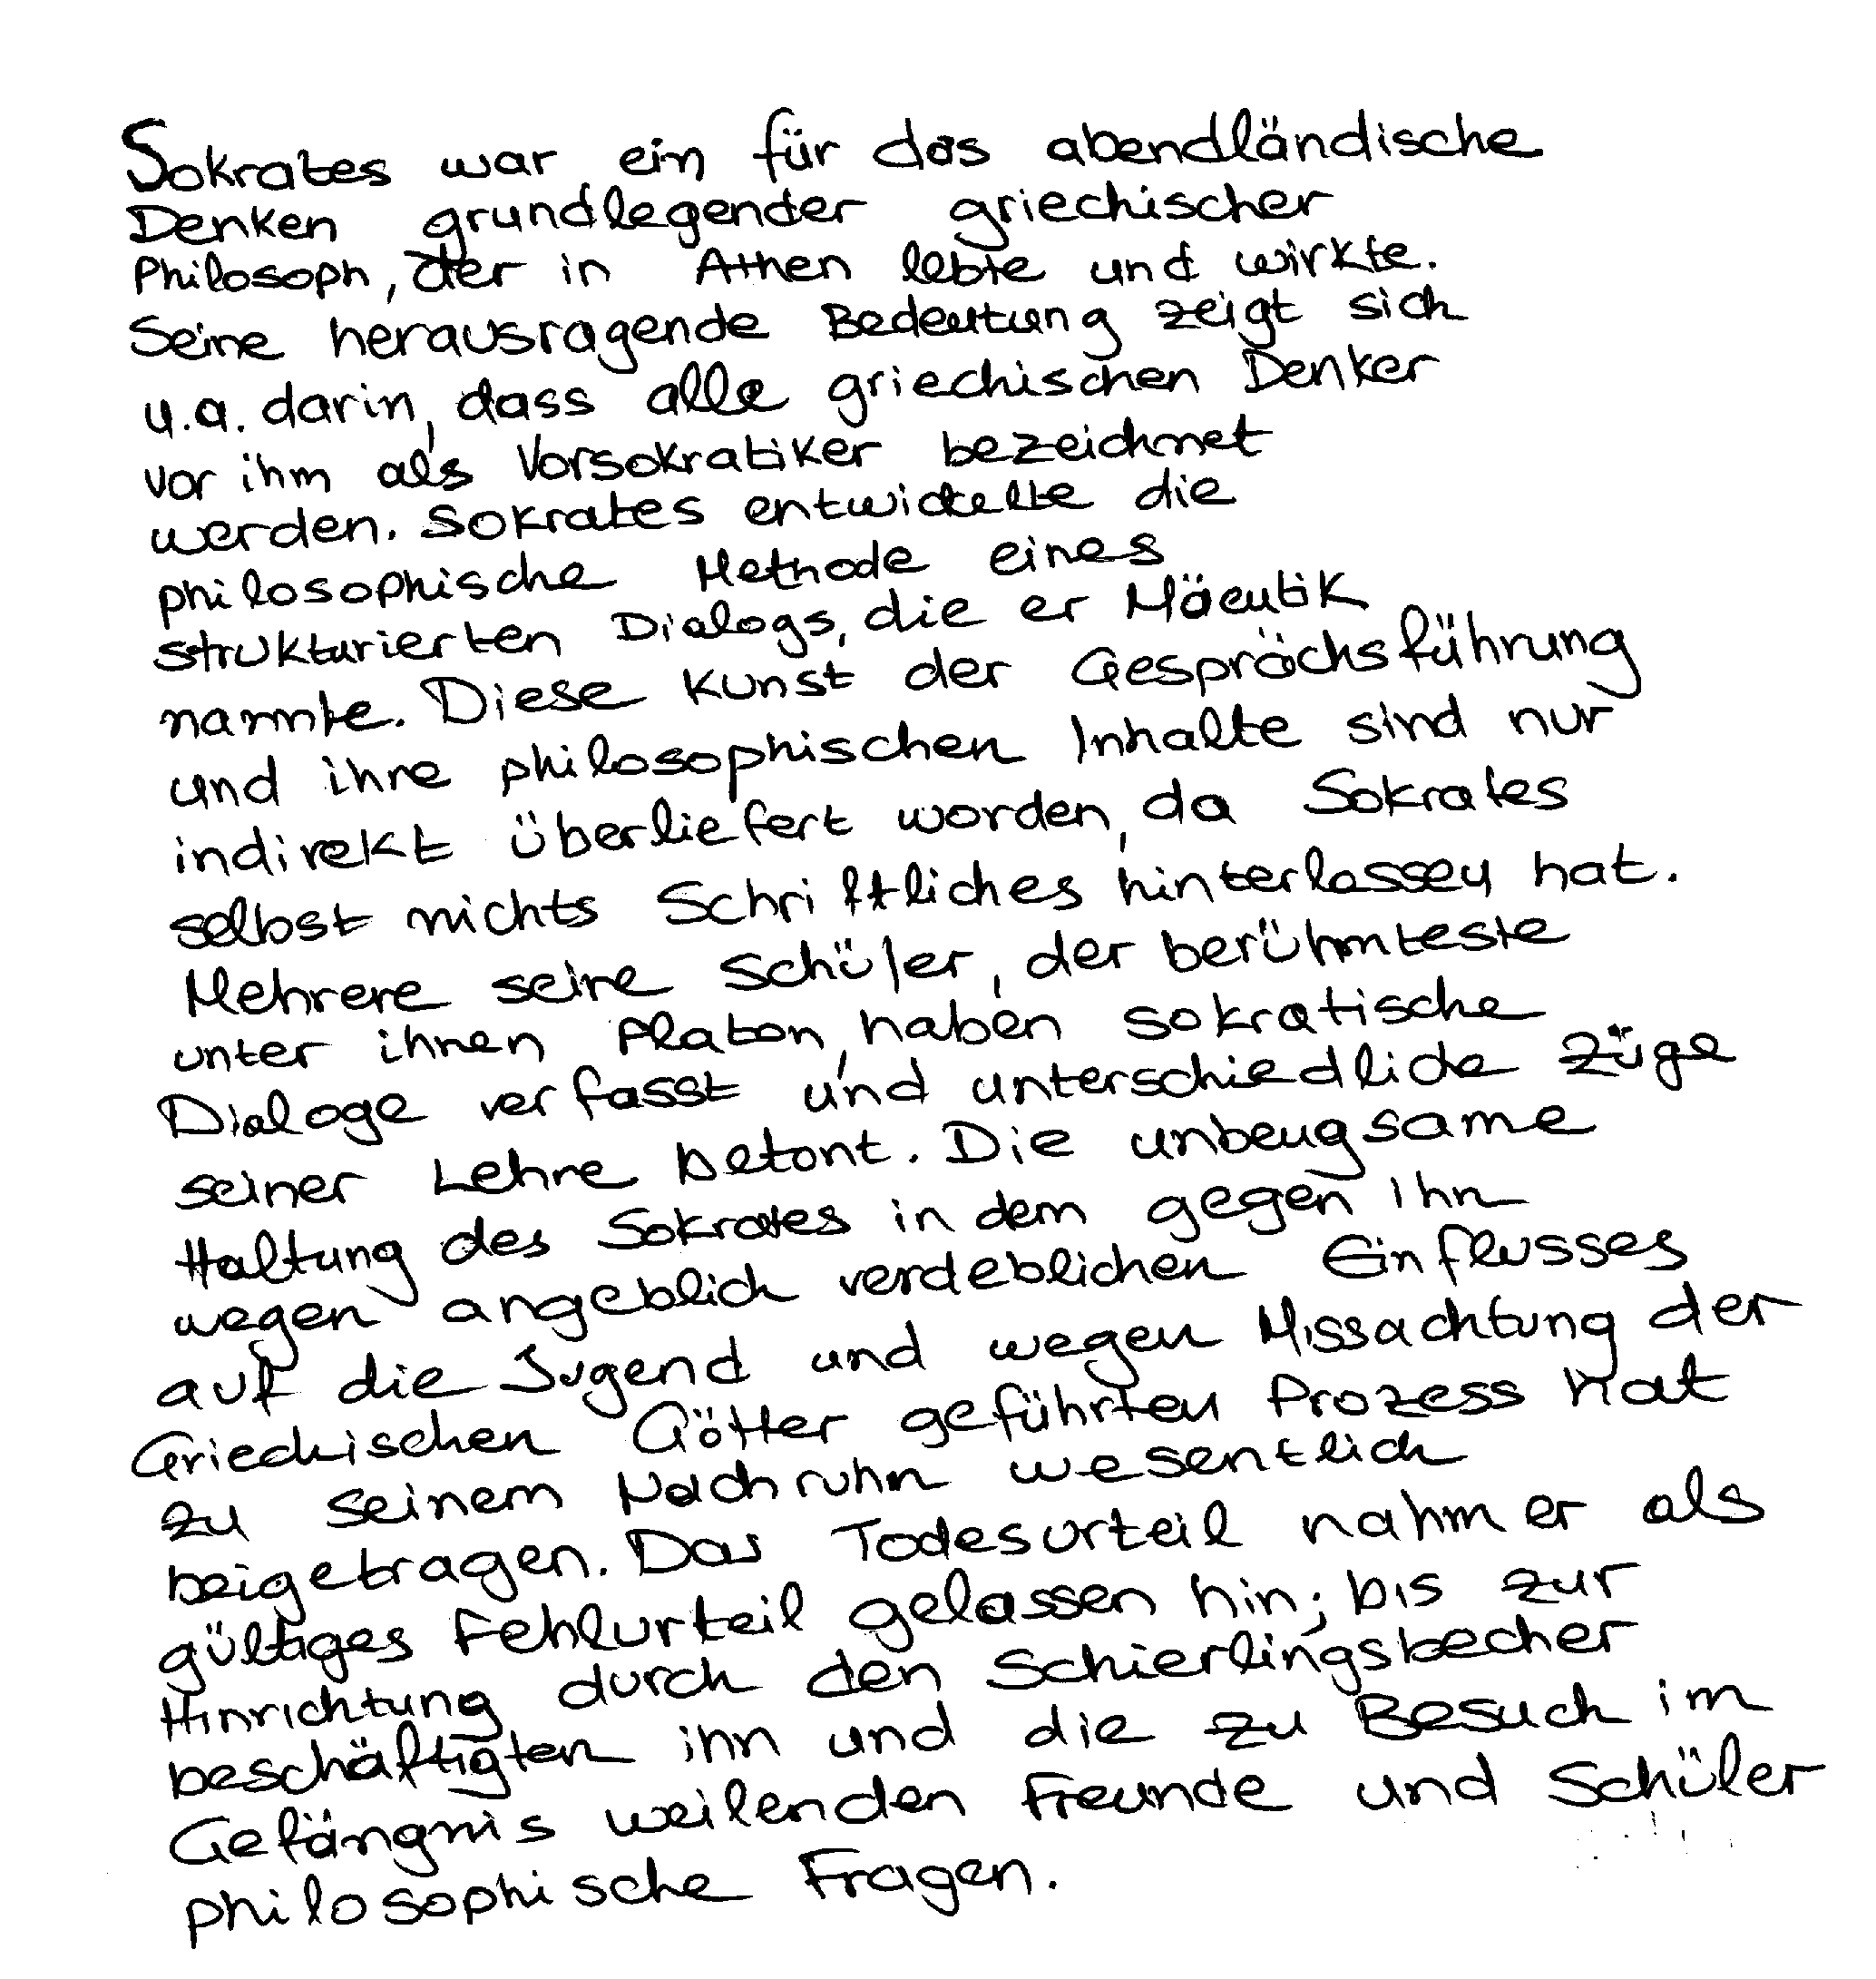 Sokrates war ein für das abendländische
Denken grundlegender griechischer
Philosoph, der in Athen lebte und wirkte.
Seine herausragende Bedeutung zeigt sich
u.a. darin, dass alle griechischen Denker
vor ihm als Vorsokratiker bezeichnet
werden. Sokrates entwickelte die
philosophische Methode eines
strukturierten Dialogs, die er Mäeutik
nannte. Diese Kunst der Gesprächsführung
und ihre philosophischen Inhalte sind nur
indirekt überliefert worden, da Sokrates
selbst nichts Schriftliches hinterlassen hat.
Mehrere seine Schüler, der berühmteste
unter ihnen Platon, haben sokratische
Dialoge verfasst und unterschiedliche Züge
seiner Lehre betont. Die unbeugsame
Haltung des Sokrates in dem gegen ihn
wegen angeblich verdeblichen Einflusses
auf die Jugend und wegen Missachtung der
Griechischen Götter geführten Prozess hat
zu seinem Nachruhm wesentlich
beigetragen. Das Todesurteil nahm er als
gültiges Fehlurteil gelassen hin; bis zur
Hinrichtung durch den Schierlingsbecher
beschäftigten ihn und die zu Besuch im
Gefängnis weilenden Freunde und Schüler
philosophische Fragen.